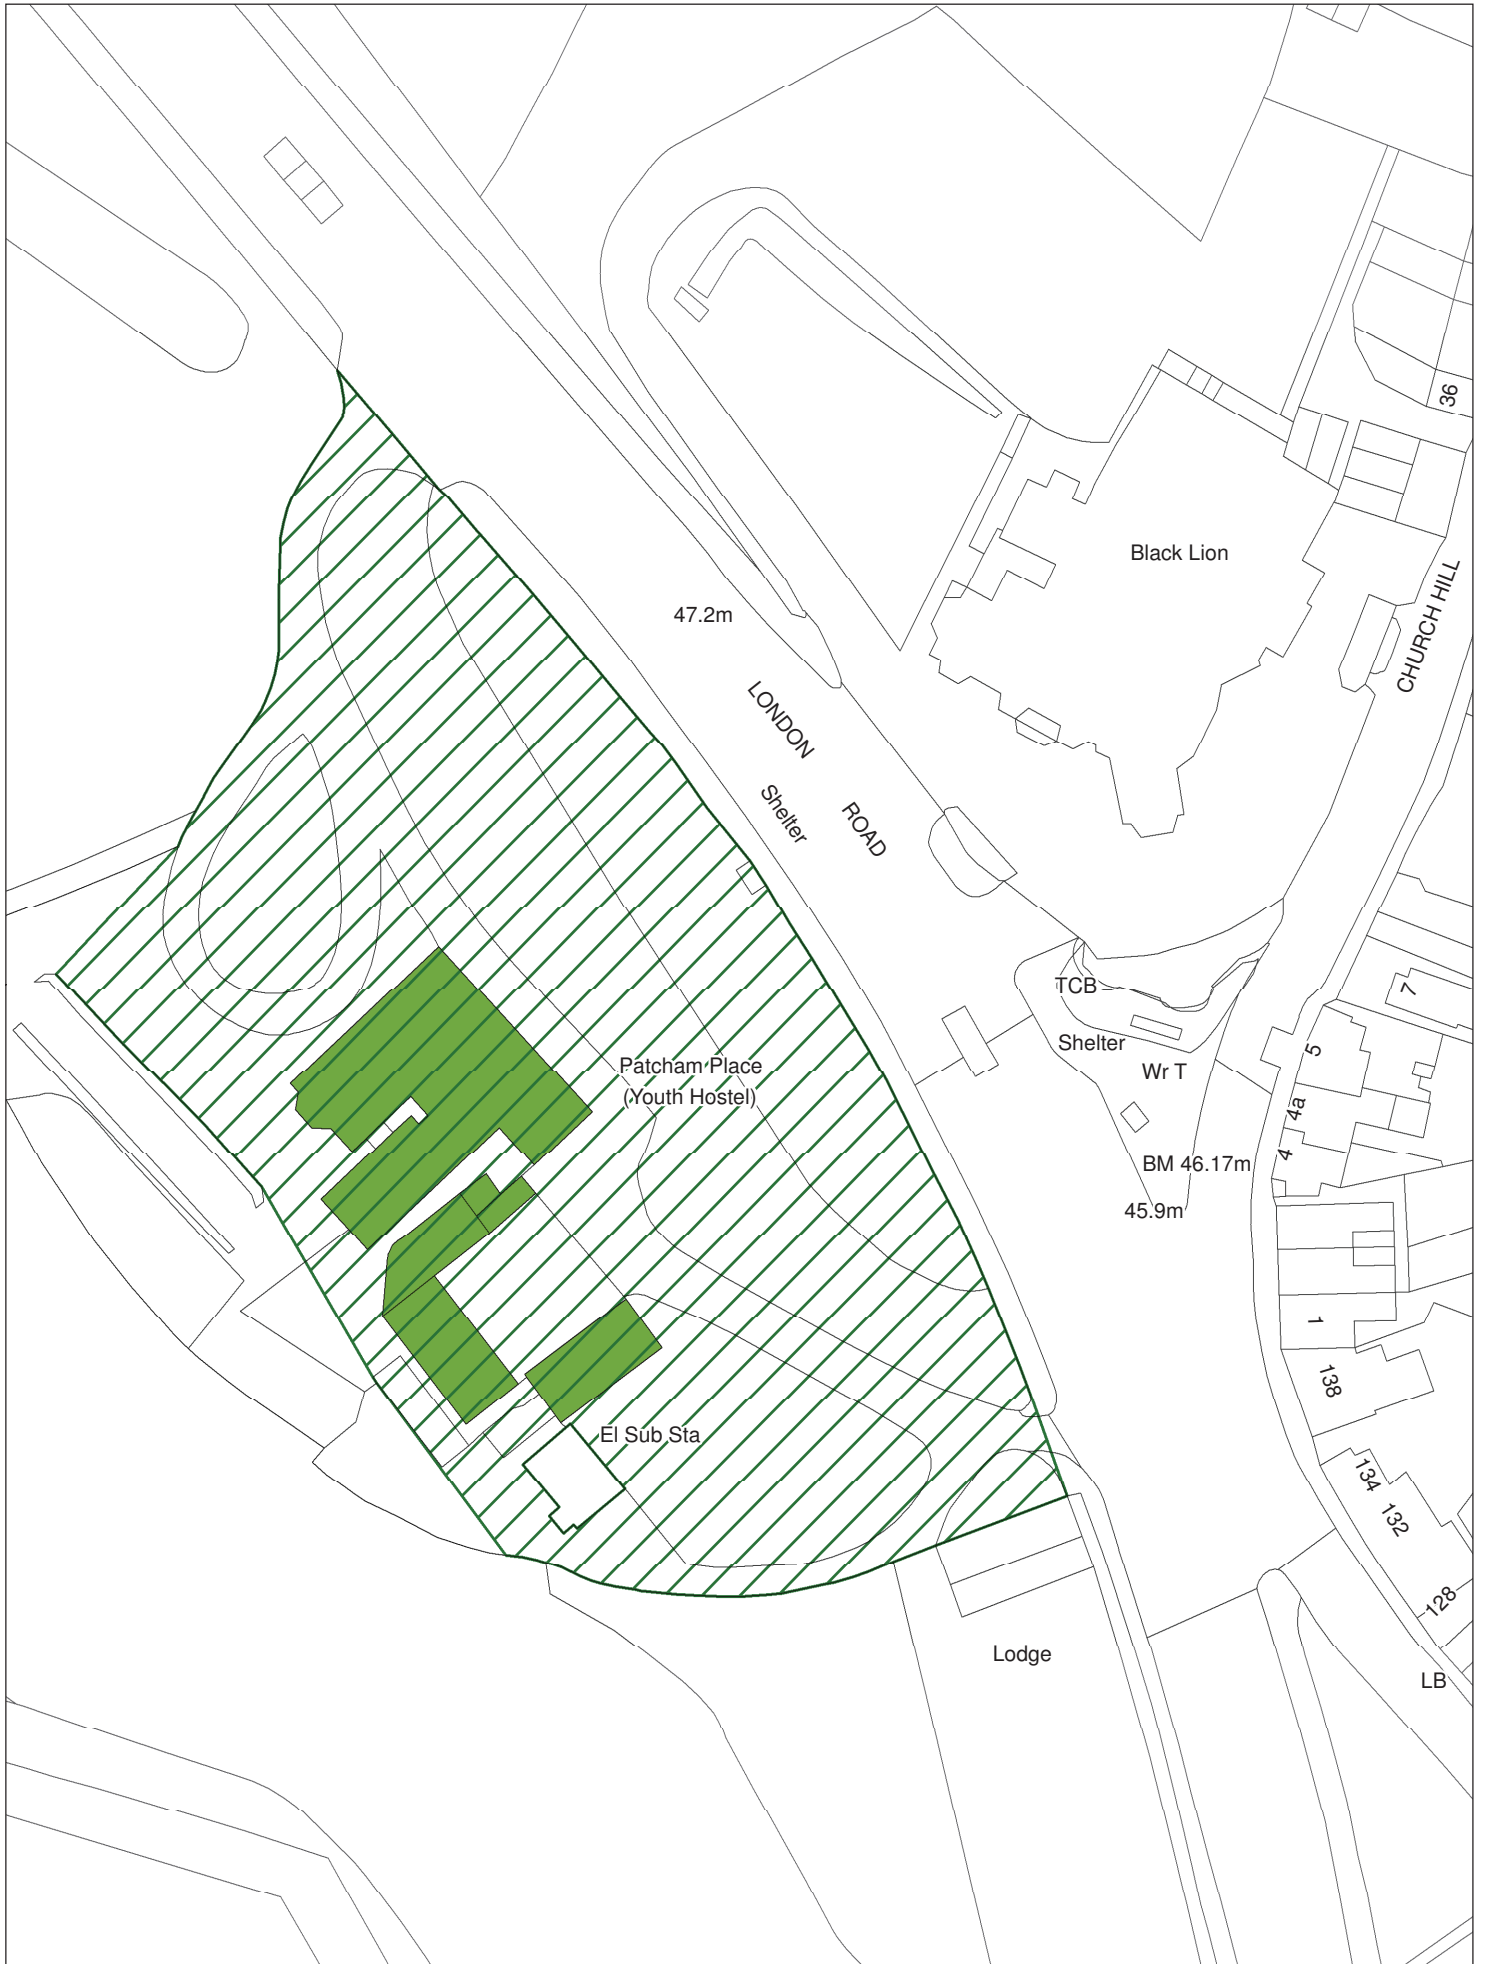 36
Black Lion
CHURCH HILL
47.2m
LONDON
ROAD
Shelter
TCB
7
Shelter
5
Wr T
Patcham Place
(Youth Hostel)
4a
4
BM 46.17m
45.9m
1
138
El Sub Sta
134
132
128
Lodge
LB